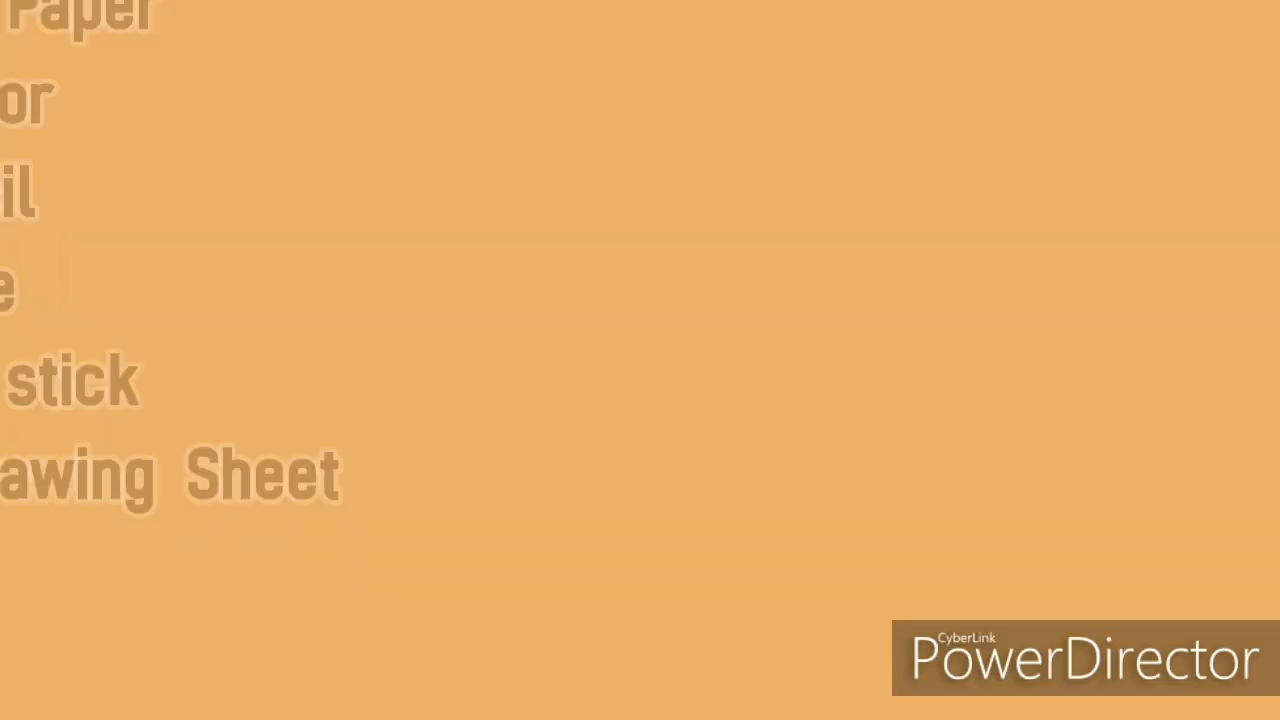 Paper
or
il
e
stick
awing Sheet
CyberLink
PowerDirector